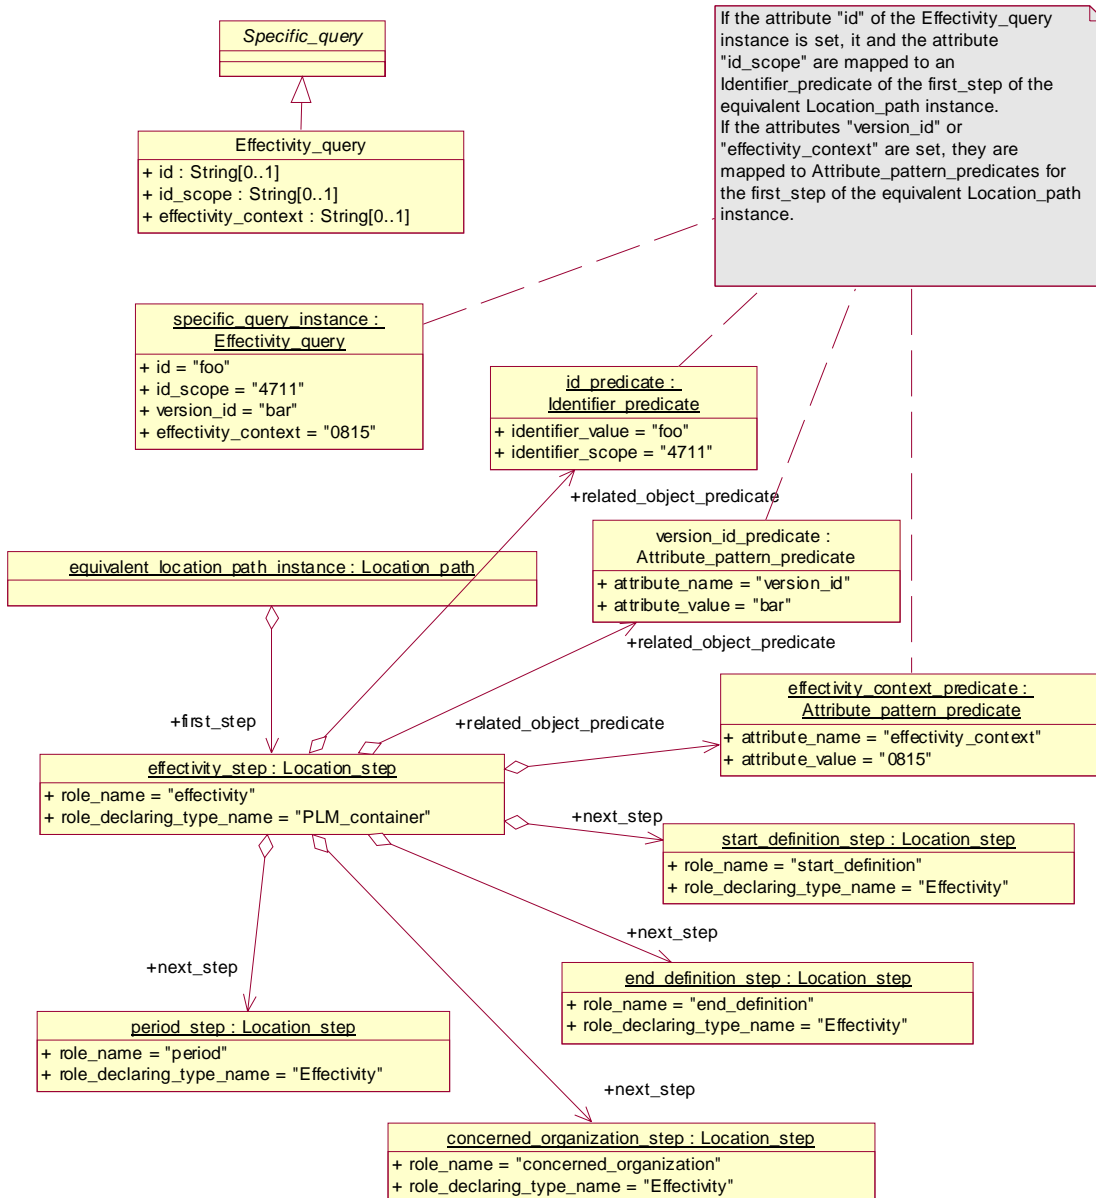 Specific_query
Effectivity_query
+ id : String[0..1]
+ id_scope : String[0..1]
+ effectivity_context : String[0..1]
If the attribute "id" of the Effectivity_query
instance is set, it and the attribute
"id_scope" are mapped to an
Identifier_predicate of the first_step of the
equivalent Location_path instance.
If the attributes "version_id" or
"effectivity_context" are set, they are
mapped to Attribute_pattern_predicates for
the first_step of the equivalent Location_path
instance.
specific_query_instance :
Effectivity_query
+ id = "foo"
+ id_scope = "4711"
+ version_id = "bar"
+ effectivity_context = "0815"
id_predicate :
Identifier_predicate
+ identifier_value = "foo"
+ identifier_scope = "4711"
+related_object_predicate
version_id_predicate :
Attribute_pattern_predicate
+ attribute_name = "version_id"
+ attribute_value = "bar"
equivalent_location_path_instance : Location_path
+related_object_predicate
effectivity_context_predicate :
Attribute_pattern_predicate
+ attribute_name = "effectivity_context"
+ attribute_value = "0815"
+first_step
+related_object_predicate
effectivity_step : Location_step
+ role_name = "effectivity"
+ role_declaring_type_name = "PLM_container"
+next_step
start_definition_step : Location_step
+ role_name = "start_definition"
+ role_declaring_type_name = "Effectivity"
+next_step
end_definition_step : Location_step
+ role_name = "end_definition"
+ role_declaring_type_name = "Effectivity"
+next_step
period_step : Location_step
+ role_name = "period"
+ role_declaring_type_name = "Effectivity"
+next_step
concerned_organization_step : Location_step
+ role_name = "concerned_organization"
+ role_declaring_type_name = "Effectivity"